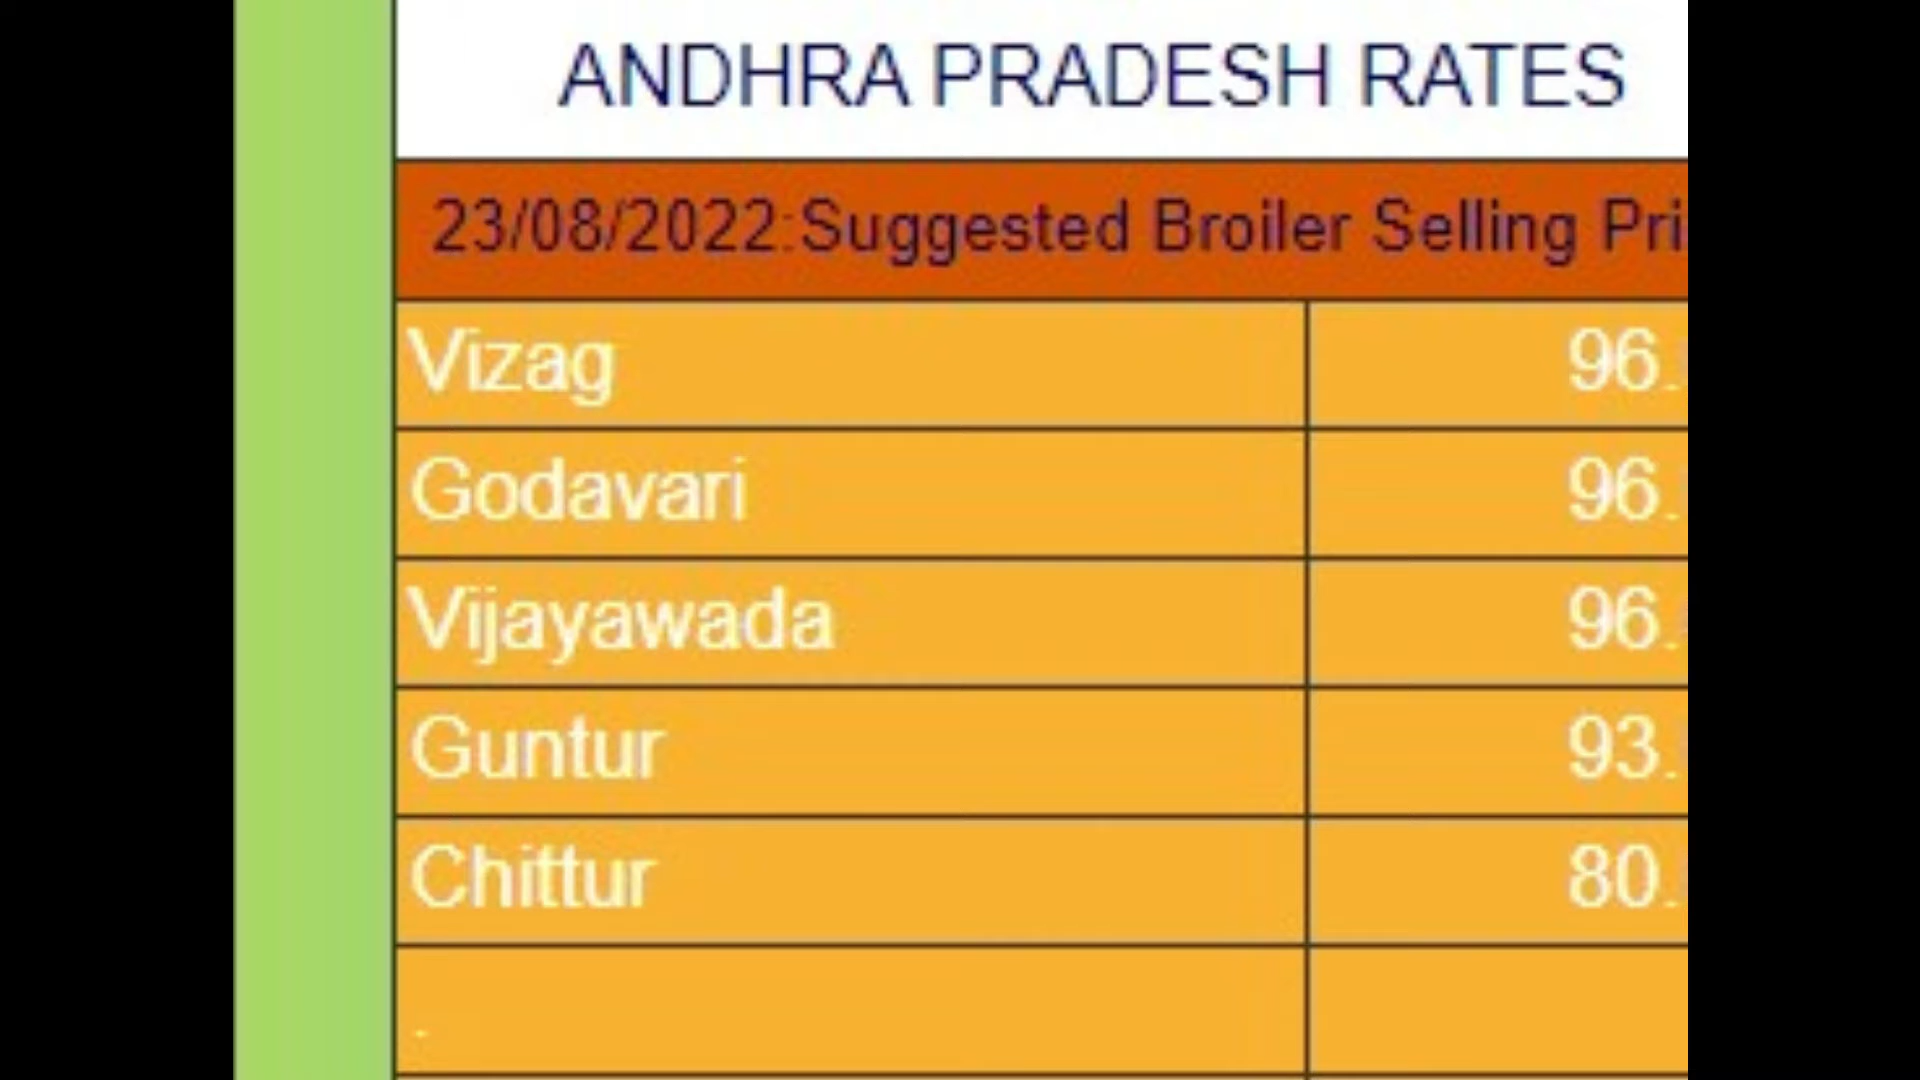 ANDHRA PRADESH RATES
23/08/2022:Suggested Broiler Selling Pri
Vizag 96.
Godavari 96.
Vijayawada 96.
Guntur 93.
Chittur 80.
.